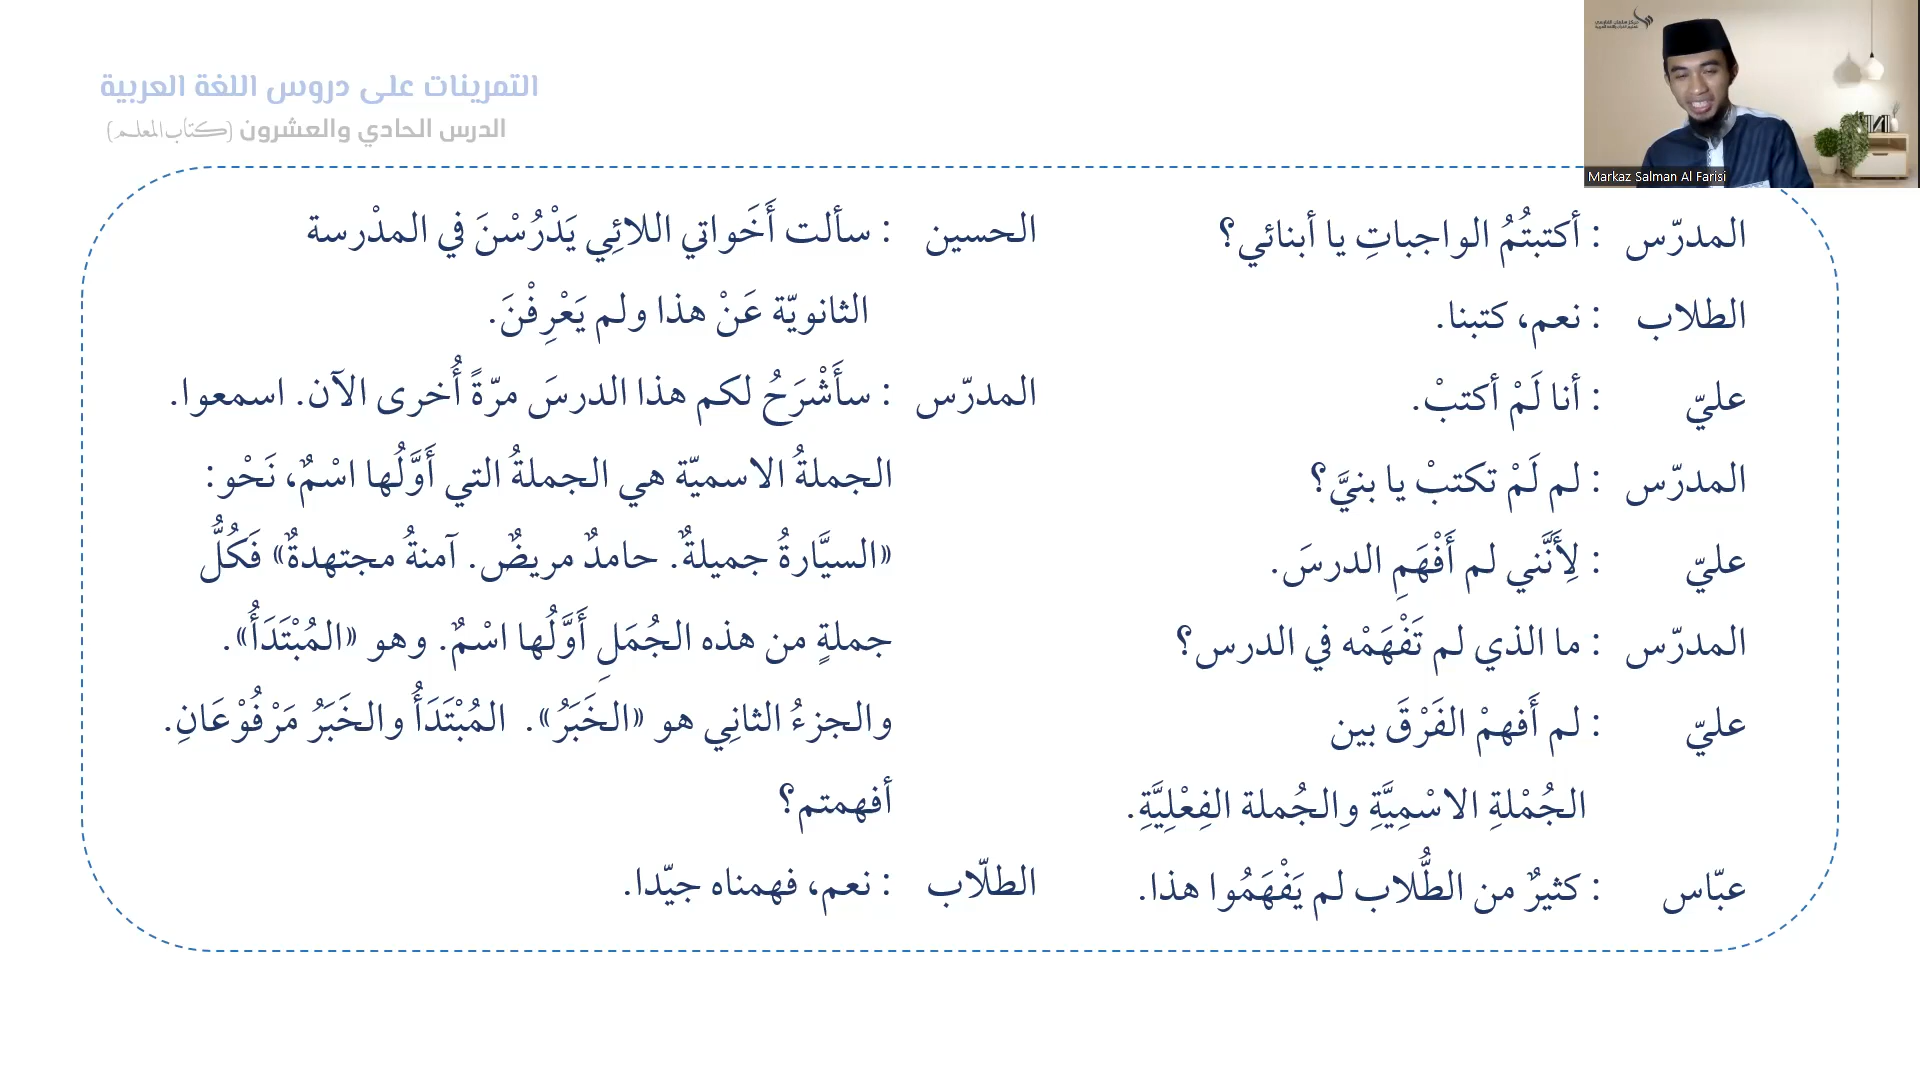 التمرينات على دروس اللغة العربية
الدرس الحادي والعشرون (كتاب المعلم)
المدرّس : أكتبتُمُ الواجباتِ يا أبنائي؟
الطلاب : نعم، كتبنا.
عليّ : أنا لَمْ أكتبْ.
المدرّس : لم لَمْ تكتبْ يا بنيَّ؟
عليّ : لِأَنَّني لم أَفْهَمِ الدرسَ.
المدرّس : ما الذي لم تَفْهَمْه في الدرس؟
عليّ : لم أَفهمْ الفَرْقَ بين
الجُمْلةِ الاسْمِيَّةِ والجُملة الفِعْلِيَّةِ.
عبّاس : كثيرٌ من الطُّلاب لم يَفْهَمُوا هذا.
الحسين : سألت أَخَواتي اللائِي يَدْرُسْنَ في المدْرسة
الثانويّة عَنْ هذا ولم يَعْرِفْنَ.
المدرّس : سأَشْرَحُ لكم هذا الدرسَ مرّةً أُخرى الآن. اسمعوا.
الجملةُ الاسميّة هي الجملةُ التي أَوَّلُها اسْمٌ، نَحْو:
«السيَّارةُ جميلةٌ. حامدٌ مريضٌ. آمنةُ مجتهدةٌ» فَكُلُّ
جملةٍ من هذه الجُمَلِ أَوَّلُها اسْمٌ. وهو «المُبْتَدَأُ».
والجزءُ الثانِي هو «الخَبَرُ». المُبْتَدَأُ والخَبَرُ مَرْفُوْعَانِ.
أفهمتم؟
الطلّاب : نعم، فهمناه جيّدا.
Markaz Salman Al Farisi